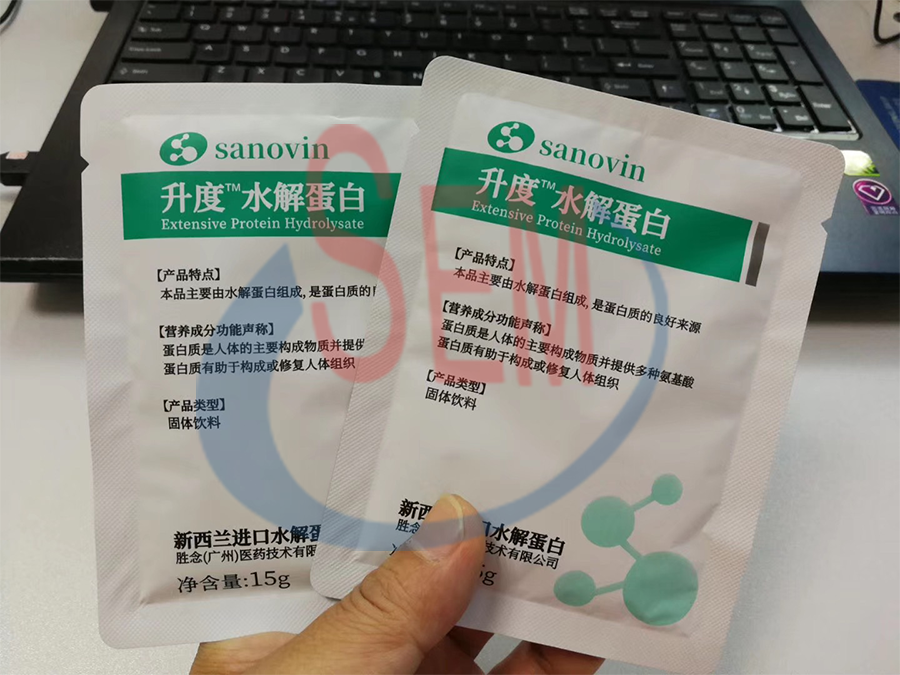 sanovin
升度™水解蛋白
Extensive Protein Hydrolysate
【产品特点】
本品主要由水解蛋白组成,是蛋白质的
【营养成分功能声称】
蛋白质是人体的主要构成物质并提供
蛋白质有助于构成或修复人体组织
【产品类型】
固体饮料
新西兰进口水解蛋
胜念(广州)医药技术有限
净含量:15g
sanovin
升度™水解蛋白
Extensive Protein Hydrolysate
【产品特点】
本品主要由水解蛋白组成,是蛋白质的良好来源
【营养成分功能声称】
蛋白质是人体的主要构成物质并提供多种氨基酸
蛋白质有助于构成或修复人体组织
【产品类型】
固体饮料
新西 口水解蛋白
胜念 技术有限公司
5g
SEM